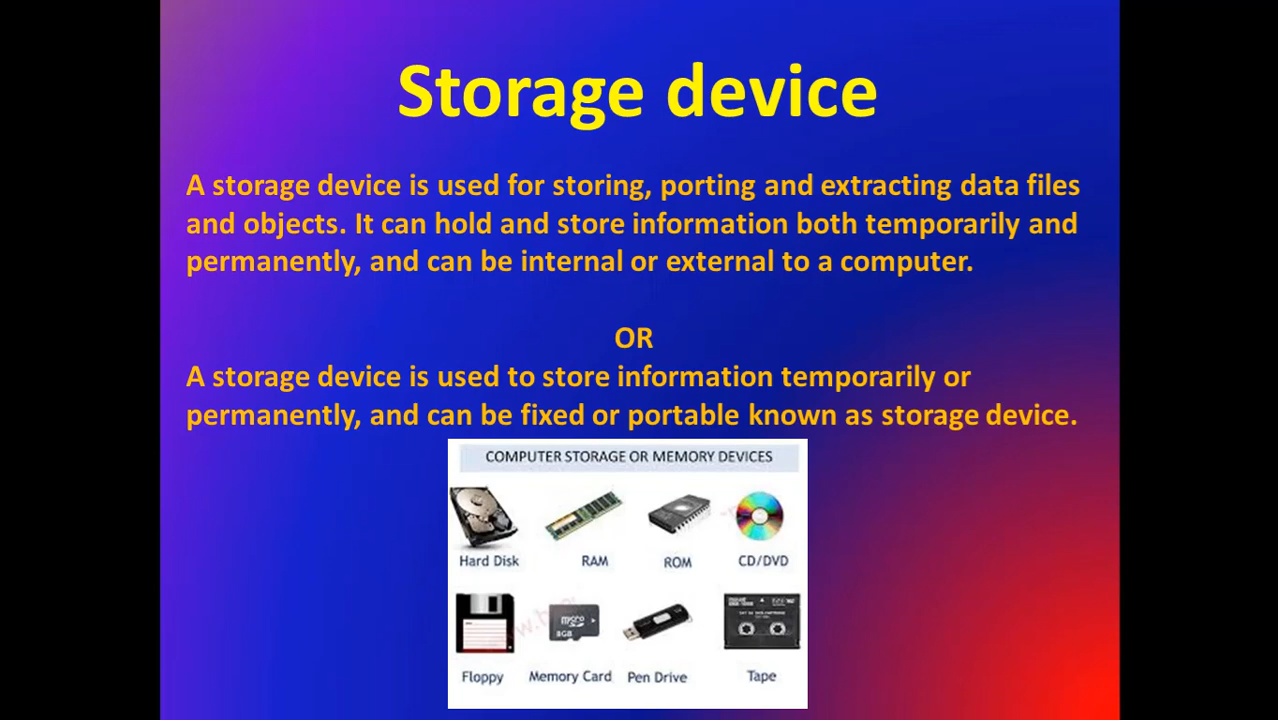 Storage device
A storage device is used for storing, porting and extracting data files
and objects. It can hold and store information both temporarily and
permanently, and can be internal or external to a computer.
OR
A storage device is used to store information temporarily or
permanently, and can be fixed or portable known as storage device.
COMPUTER STORAGE OR MEMORY DEVICES
Hard Disk RAM ROM CD/DVD
micro
8GB
Floppy Memory Card Pen Drive Tape